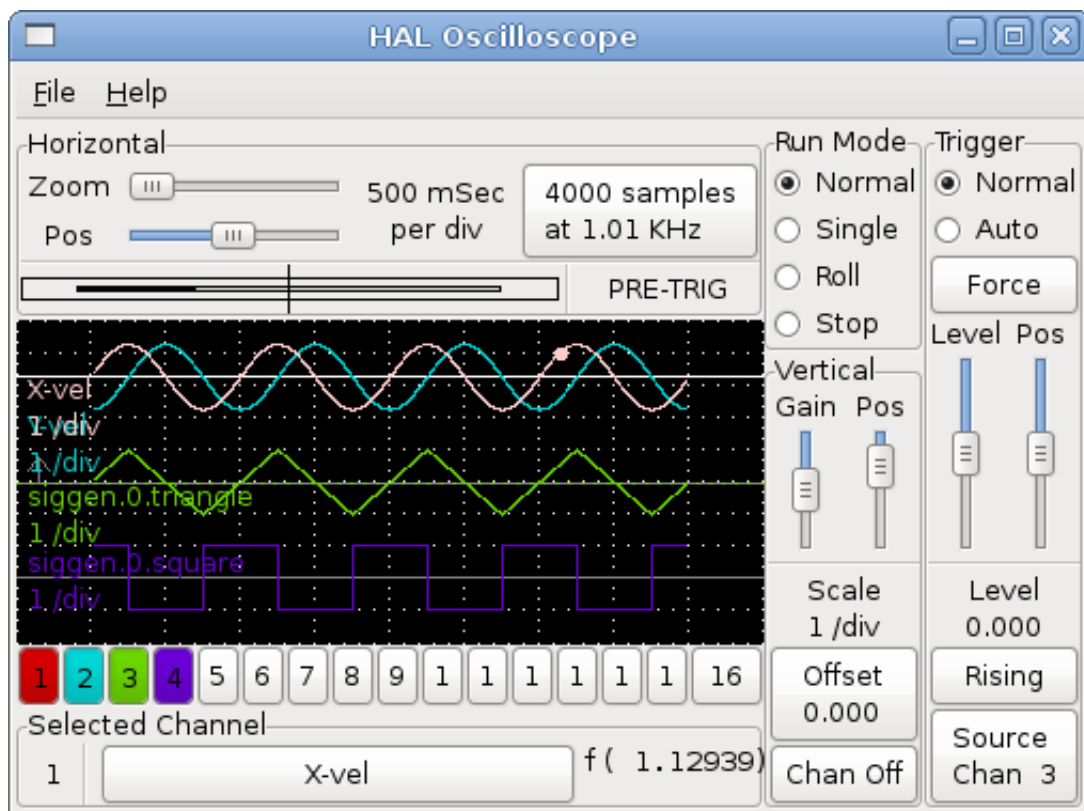 HAL Oscilloscope
File Help
Horizontal
Zoom
Pos
500 mSec
per div
4000 samples
at 1.01 KHz
PRE-TRIG
Run Mode
Normal
Single
Roll
Stop
Trigger
Normal
Auto
Force
Level Pos
Vertical
Gain Pos
X-vel
1 /div
Y-vel
1 /div
siggen.0.triangle
1 /div
siggen.0.square
1 /div
Scale
1 /div
Offset
0.000
Chan Off
Level
0.000
Rising
Source
Chan 3
1 2 3 4 5 6 7 8 9 1 1 1 1 1 1 16
Selected Channel
1 X-vel f( 1.12939)